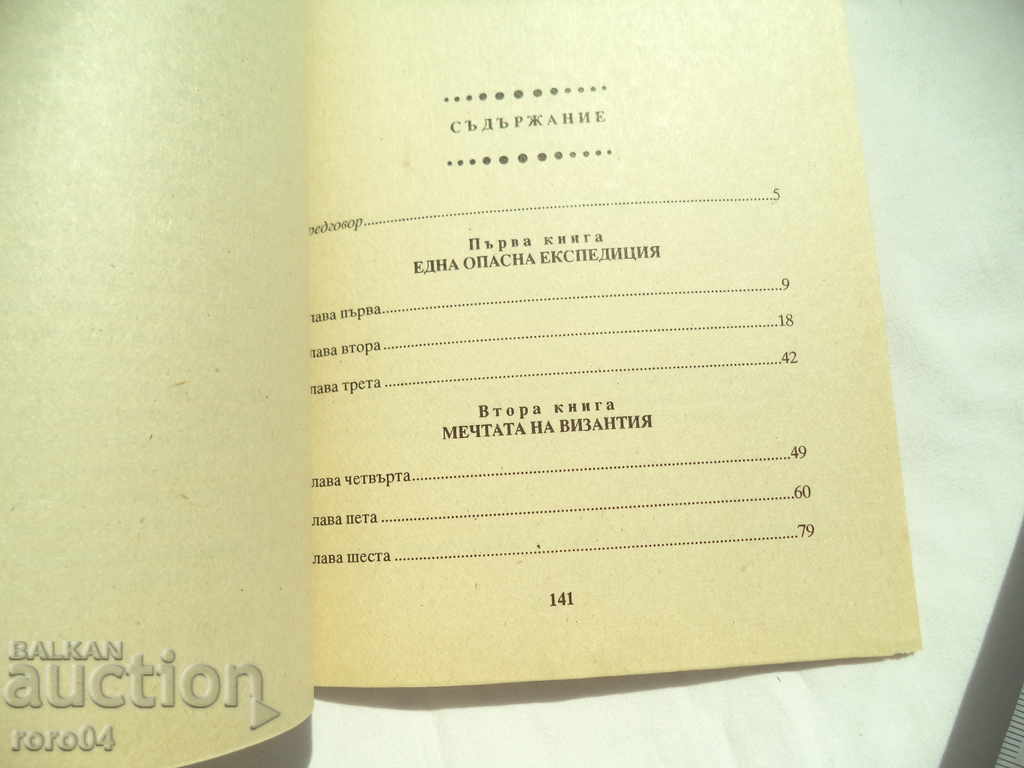 СЪДЪРЖАНИЕ
редговор........5
Първа книга
ЕДНА ОПАСНА ЕКСПЕДИЦИЯ
лава първа........9
лава втора........18
лава трета........42
Втора книга
МЕЧТАТА НА ВИЗАНТИЯ
лава четвърта........49
лава пета........60
лава шеста........79
141
BALKAN
auction
roro04